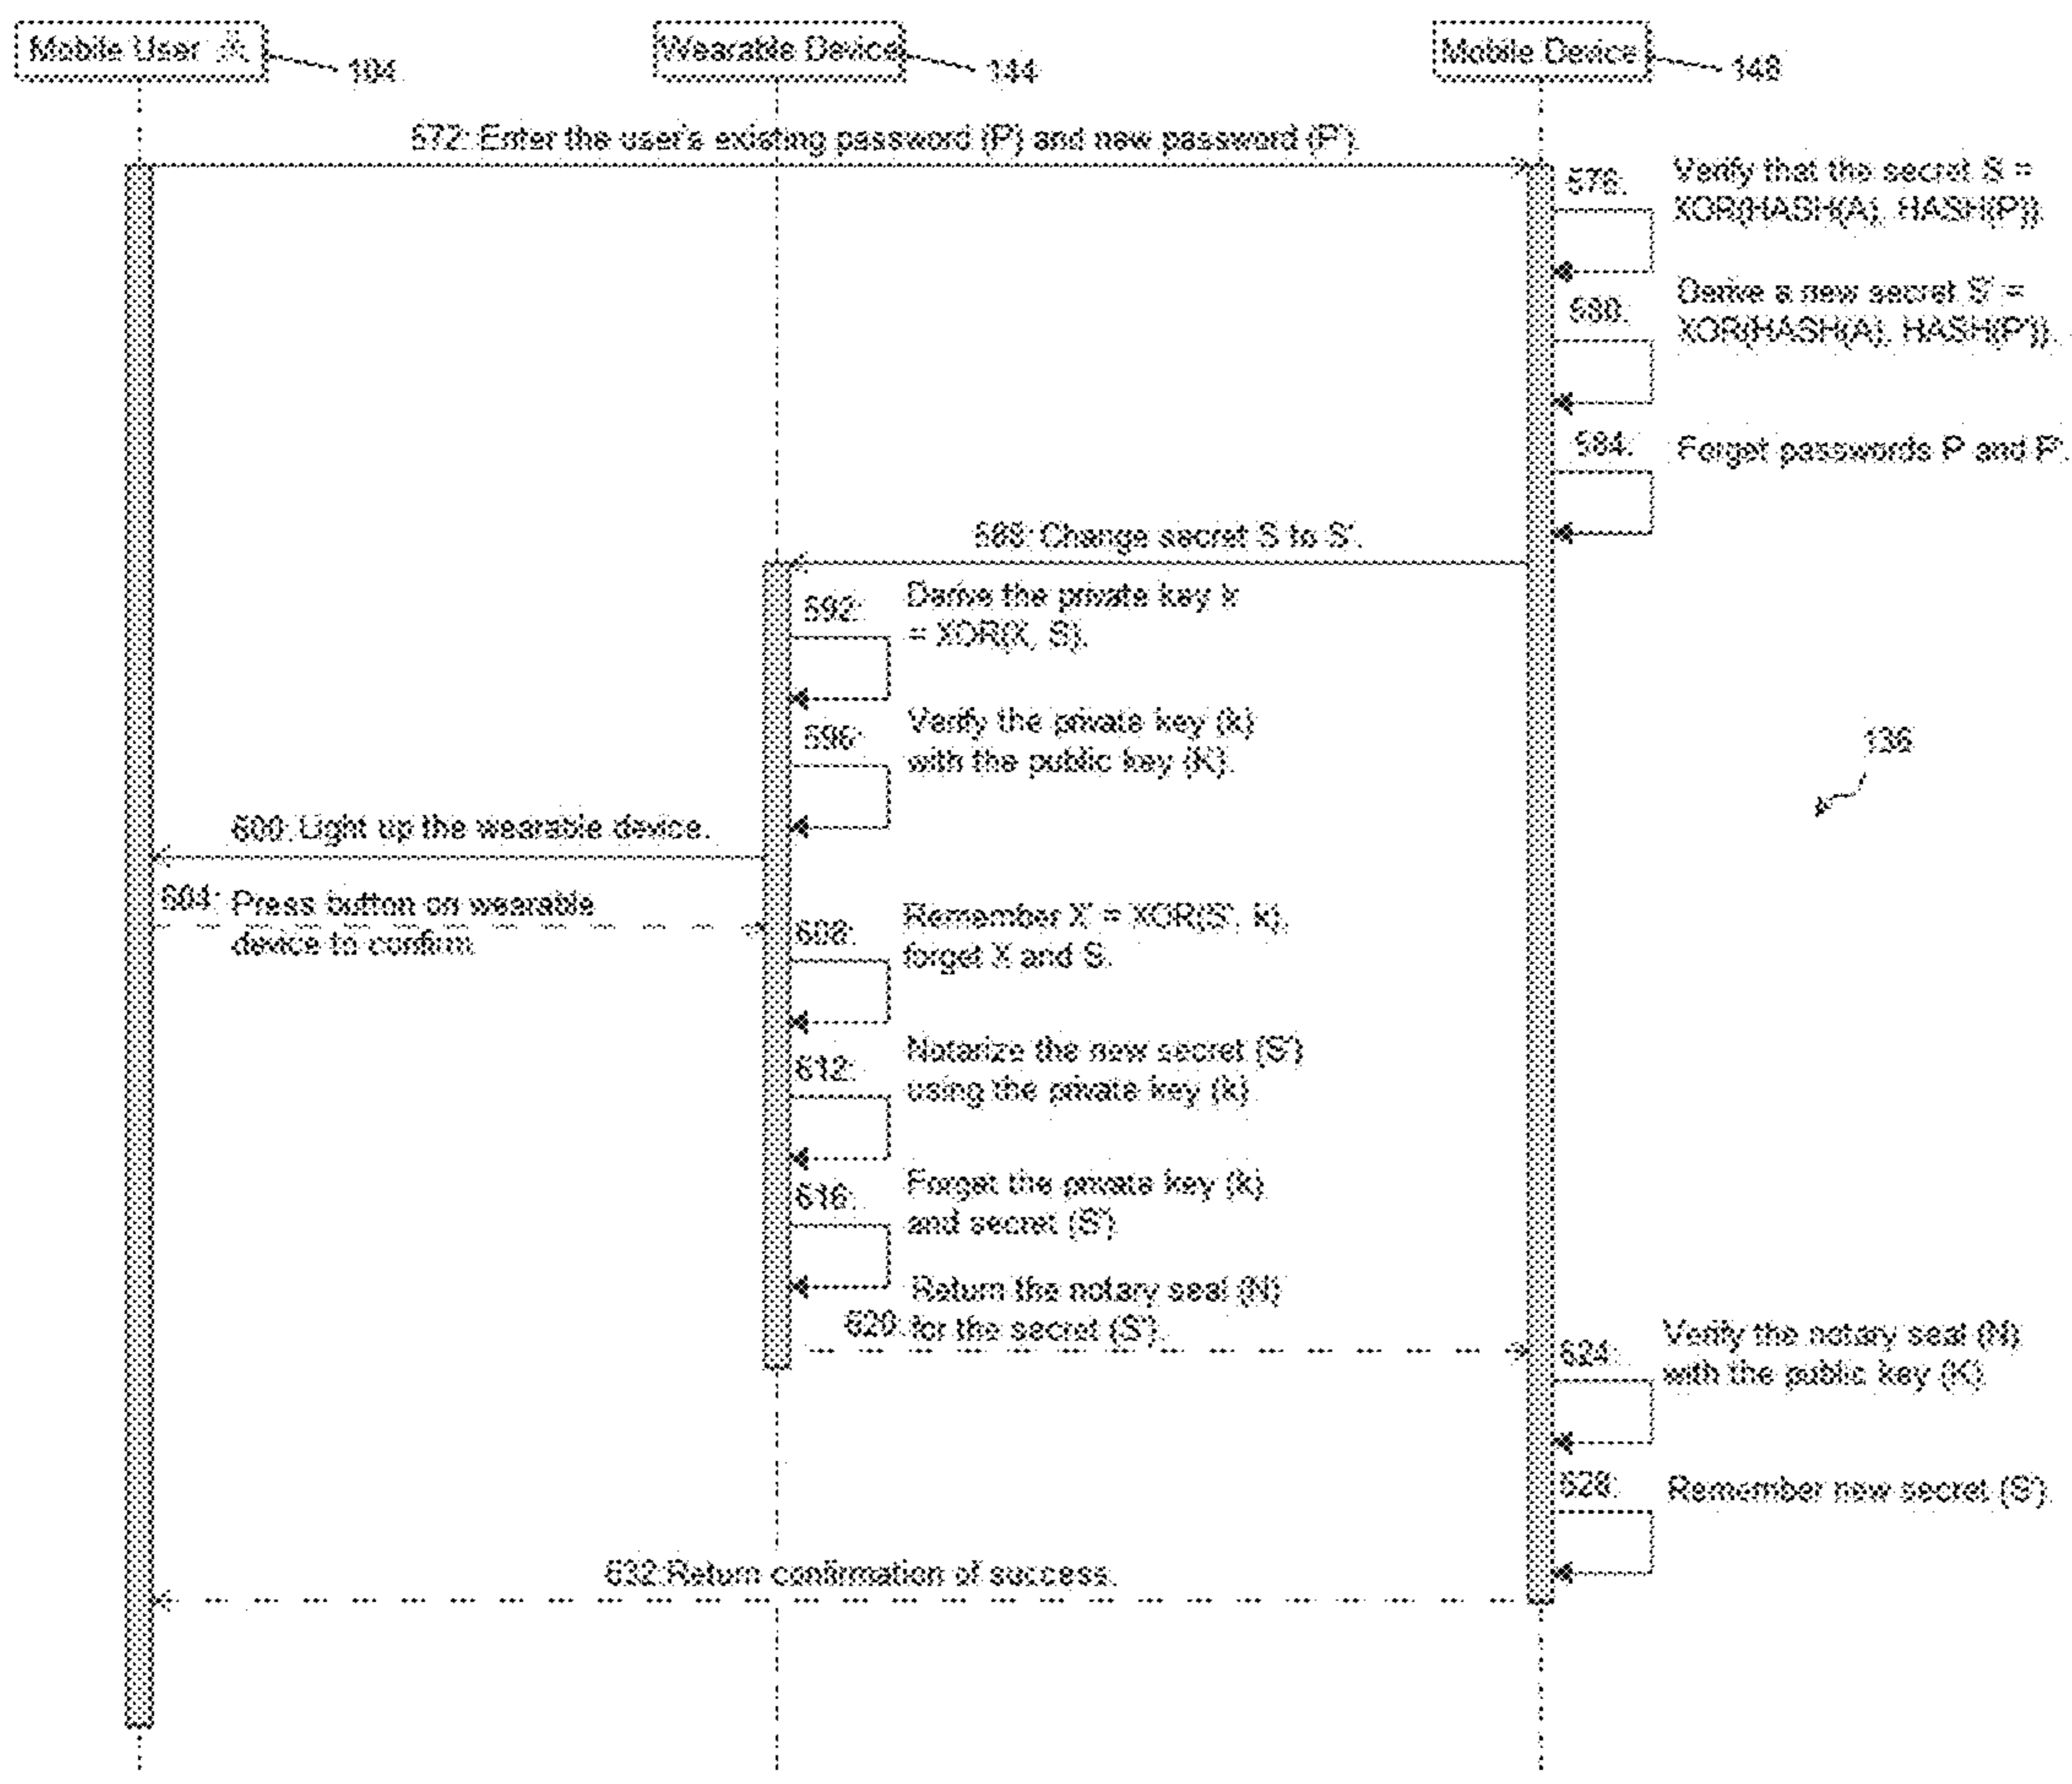 Mobile User
104
Wearable Device
144
Mobile Device
148
572: Enter the user's existing password (P) and new password (P').
576:
Verify that the secret S =
XOR(HASH(A), HASH(P)).
580:
Derive a new secret S' =
XOR(HASH(A), HASH(P')).
584:
Forget passwords P and P'.
588: Change secret S to S'.
592:
Derive the private key k
= XOR(X, S).
596:
Verify the private key (k)
with the public key (K).
136
600: Light up the wearable device.
604: Press button on wearable
device to confirm
608:
Remember X' = XOR(S', k),
forget X and S.
612:
Notarize the new secret (S')
using the private key (k)
616:
Forget the private key (k)
and secret (S')
Return the notary seal (N)
620: for the secret (S').
624:
Verify the notary seal (N)
with the public key (K)
628:
Remember new secret (S').
632: Return confirmation of success.